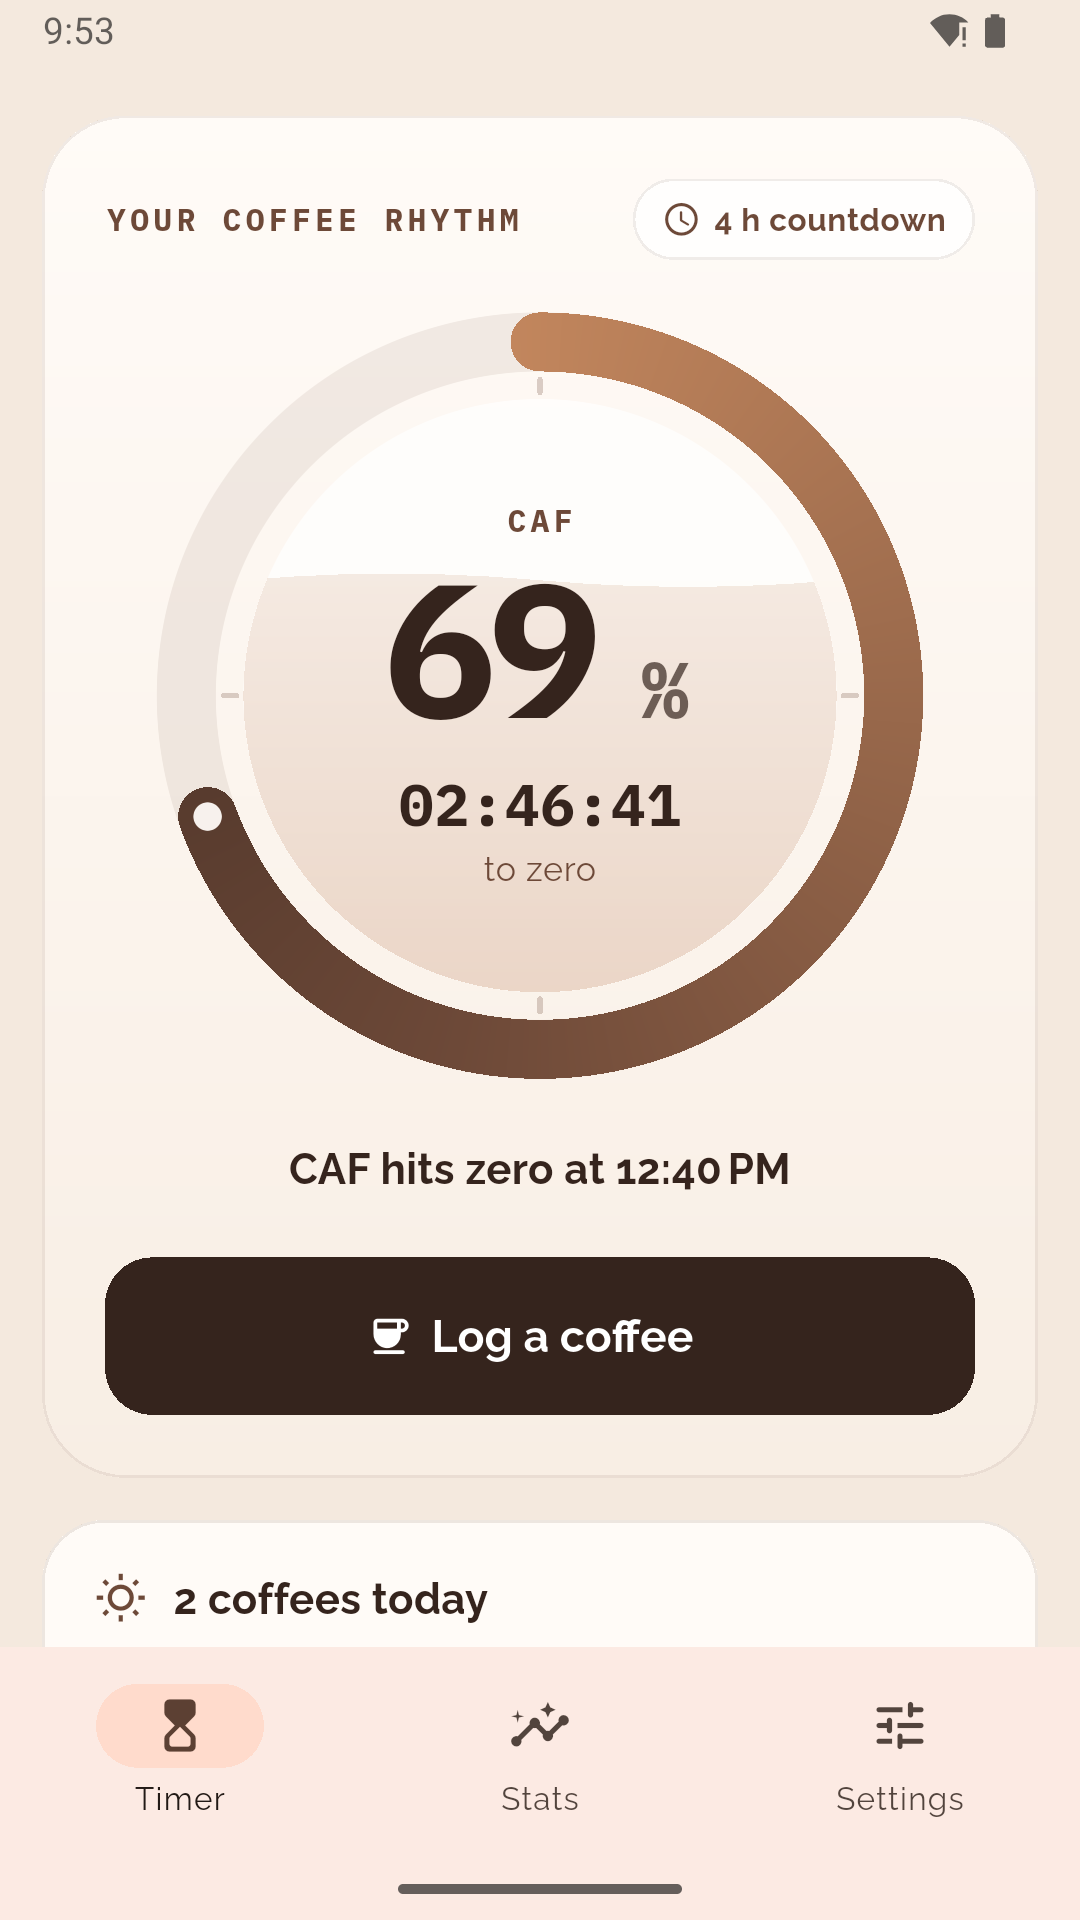 9:53
YOUR COFFEE RHYTHM
4 h countdown
CAF
69 %
02:46:41
to zero
CAF hits zero at 12:40 PM
Log a coffee
2 coffees today
Timer
Stats
Settings